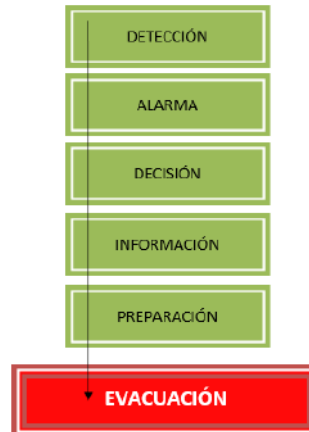 DETECCIÓN
ALARMA
DECISIÓN
INFORMACIÓN
PREPARACIÓN
EVACUACIÓN